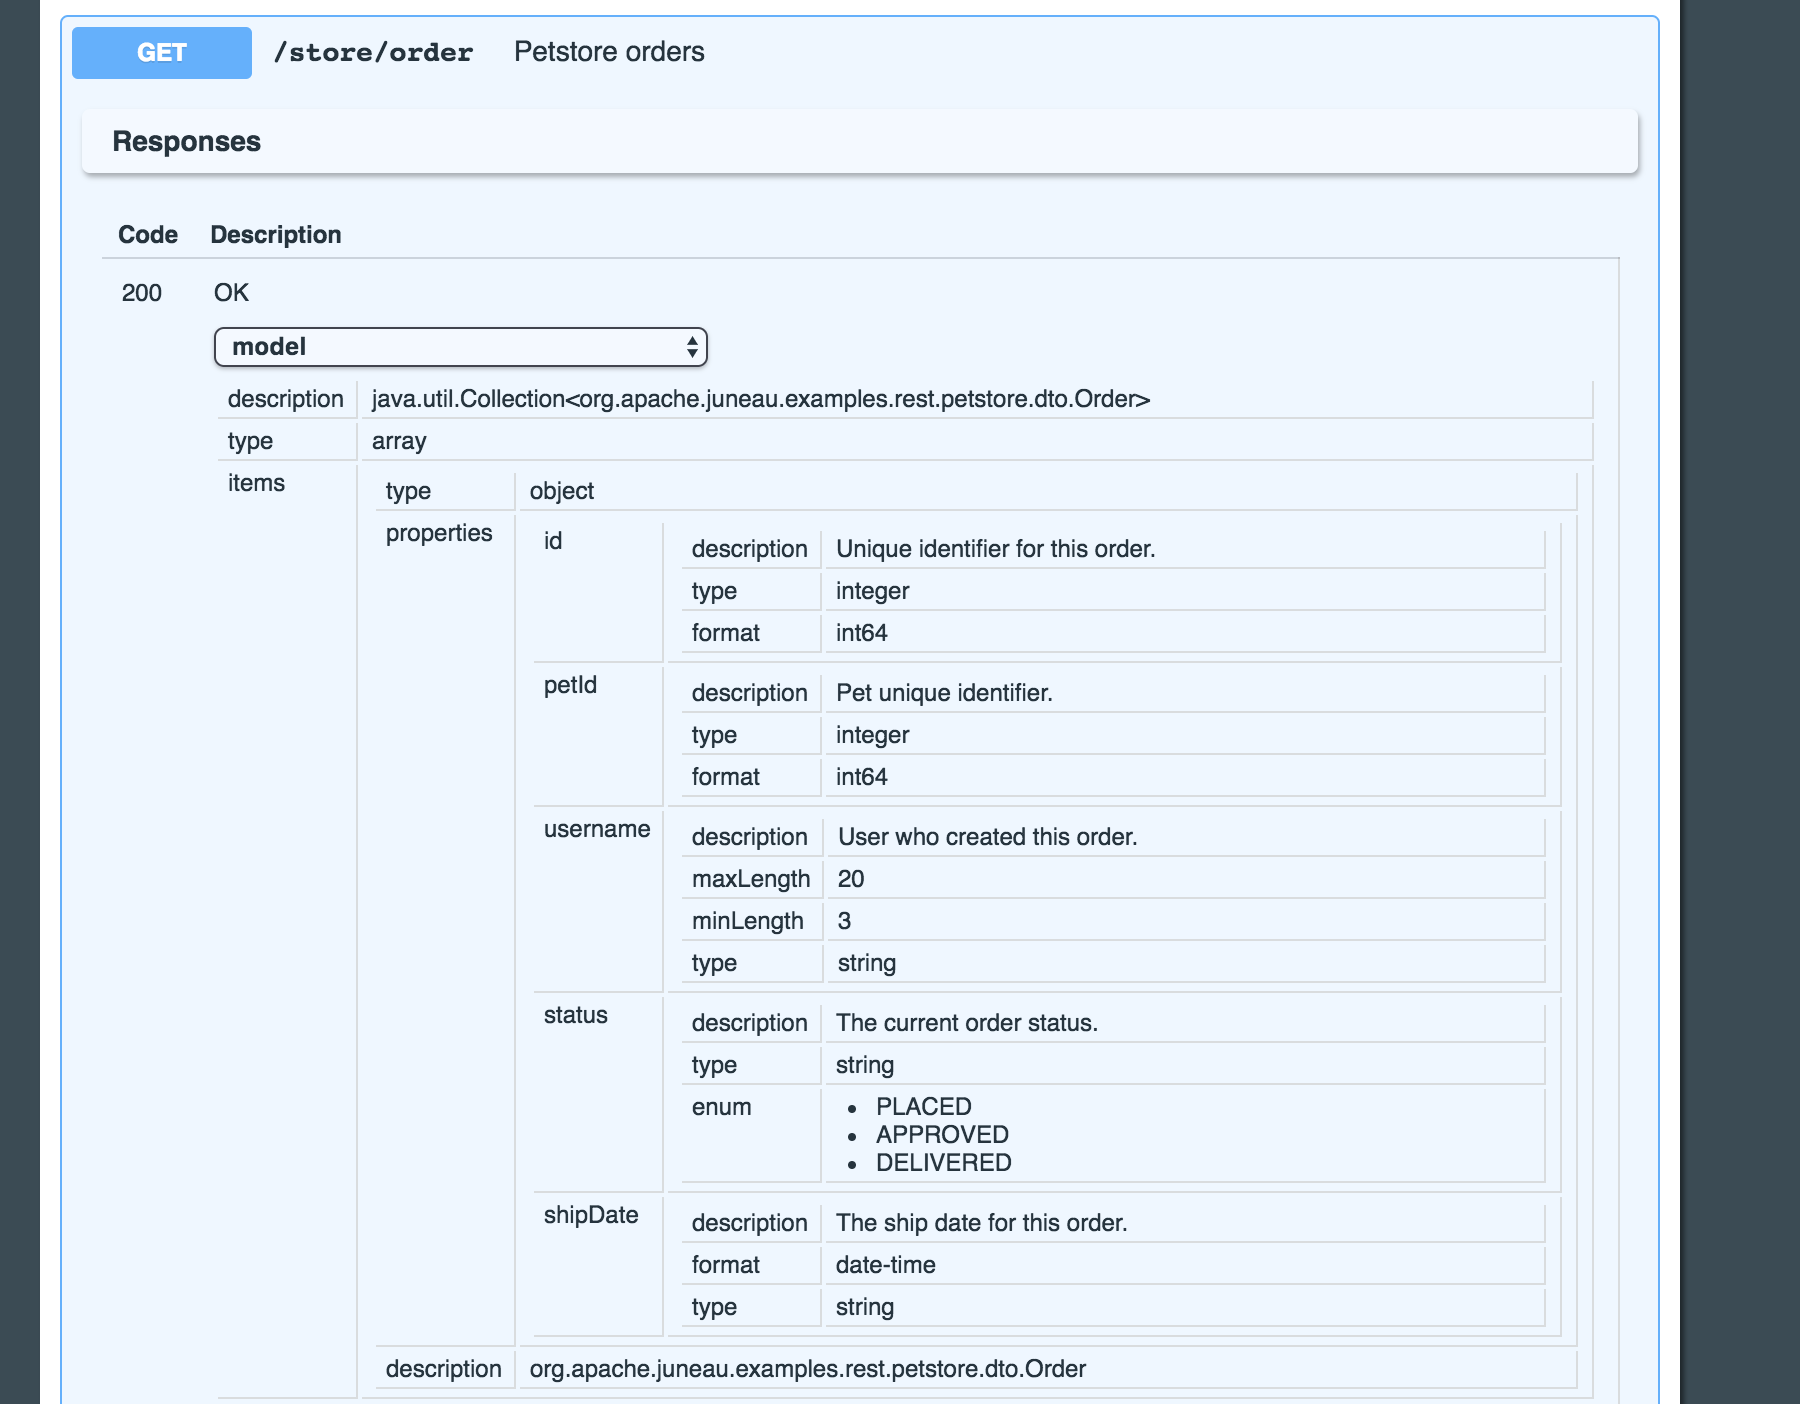 GET /store/order Petstore orders
Responses
Code Description
200 OK
model
description java.util.Collection<org.apache.juneau.examples.rest.petstore.dto.Order>
type array
items
type object
properties
id
description Unique identifier for this order.
type integer
format int64
petId
description Pet unique identifier.
type integer
format int64
username
description User who created this order.
maxLength 20
minLength 3
type string
status
description The current order status.
type string
enum
• PLACED
• APPROVED
• DELIVERED
shipDate
description The ship date for this order.
format date-time
type string
description org.apache.juneau.examples.rest.petstore.dto.Order